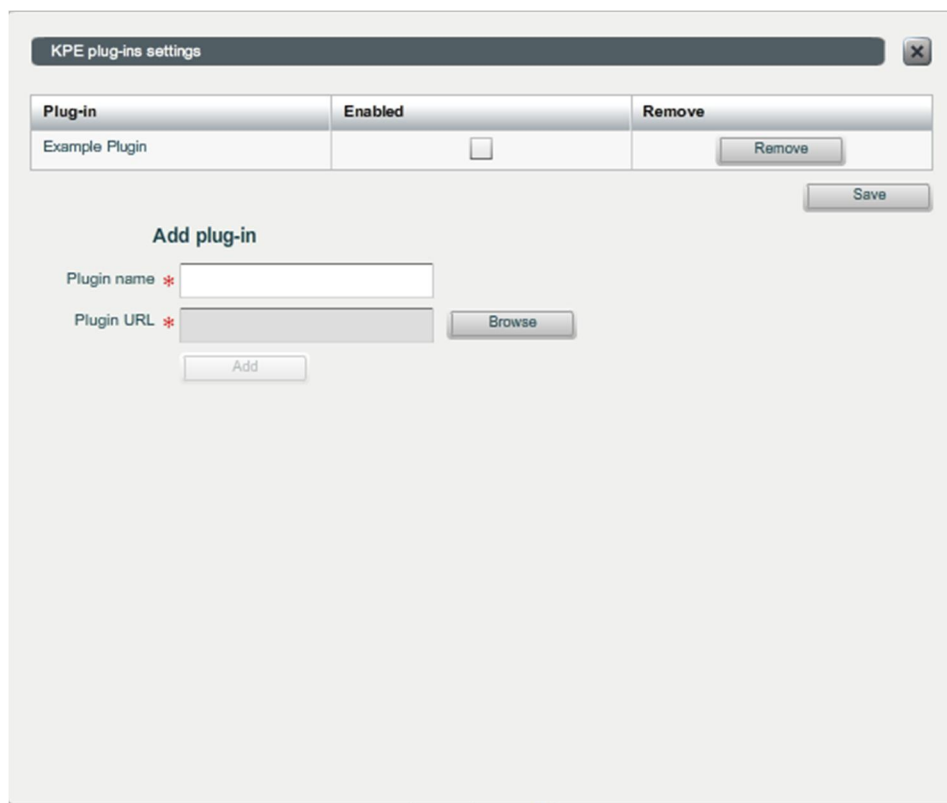 KPE plug-ins settings
Plug-in Enabled Remove
Example Plugin Remove
Save
Add plug-in
Plugin name *
Plugin URL * Browse
Add